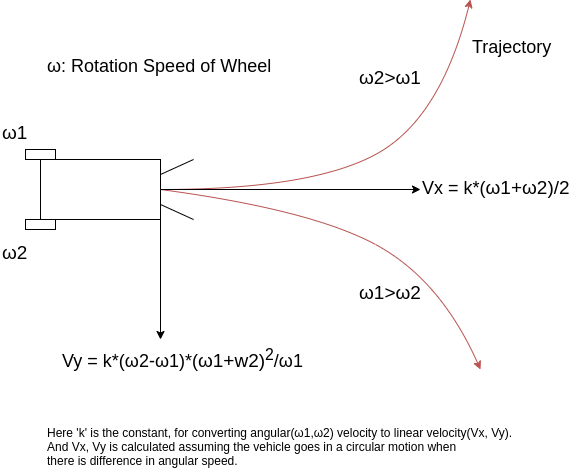 Trajectory
ω: Rotation Speed of Wheel
ω2>ω1
ω1
Vx = k*(ω1+ω2)/2
ω2
ω1>ω2
Vy = k*(ω2-ω1)*(ω1+w2)²/ω1
Here 'k' is the constant, for converting angular(ω1,ω2) velocity to linear velocity(Vx, Vy).
And Vx, Vy is calculated assuming the vehicle goes in a circular motion when
there is difference in angular speed.